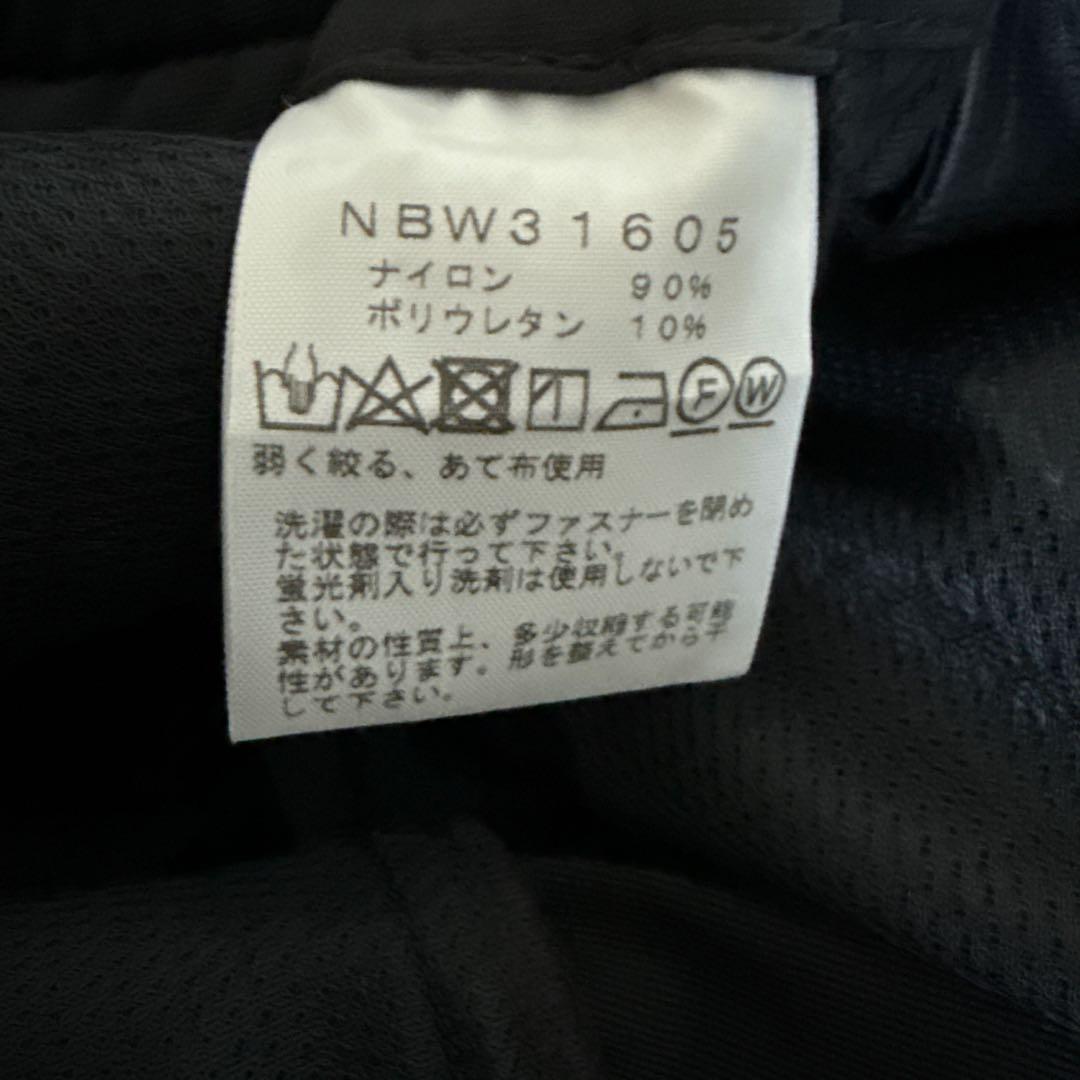 NBW31605
ナイロン 90%
ポリウレタン 10%
F W
弱く絞る、あて布使用
洗濯の際は必ずファスナーを閉め
た状態で行って下さい。
蛍光剤入り洗剤は使用しないで下
さい。
素材の性質上、多少収縮する可能
性があります。形を整えてから干
して下さい。